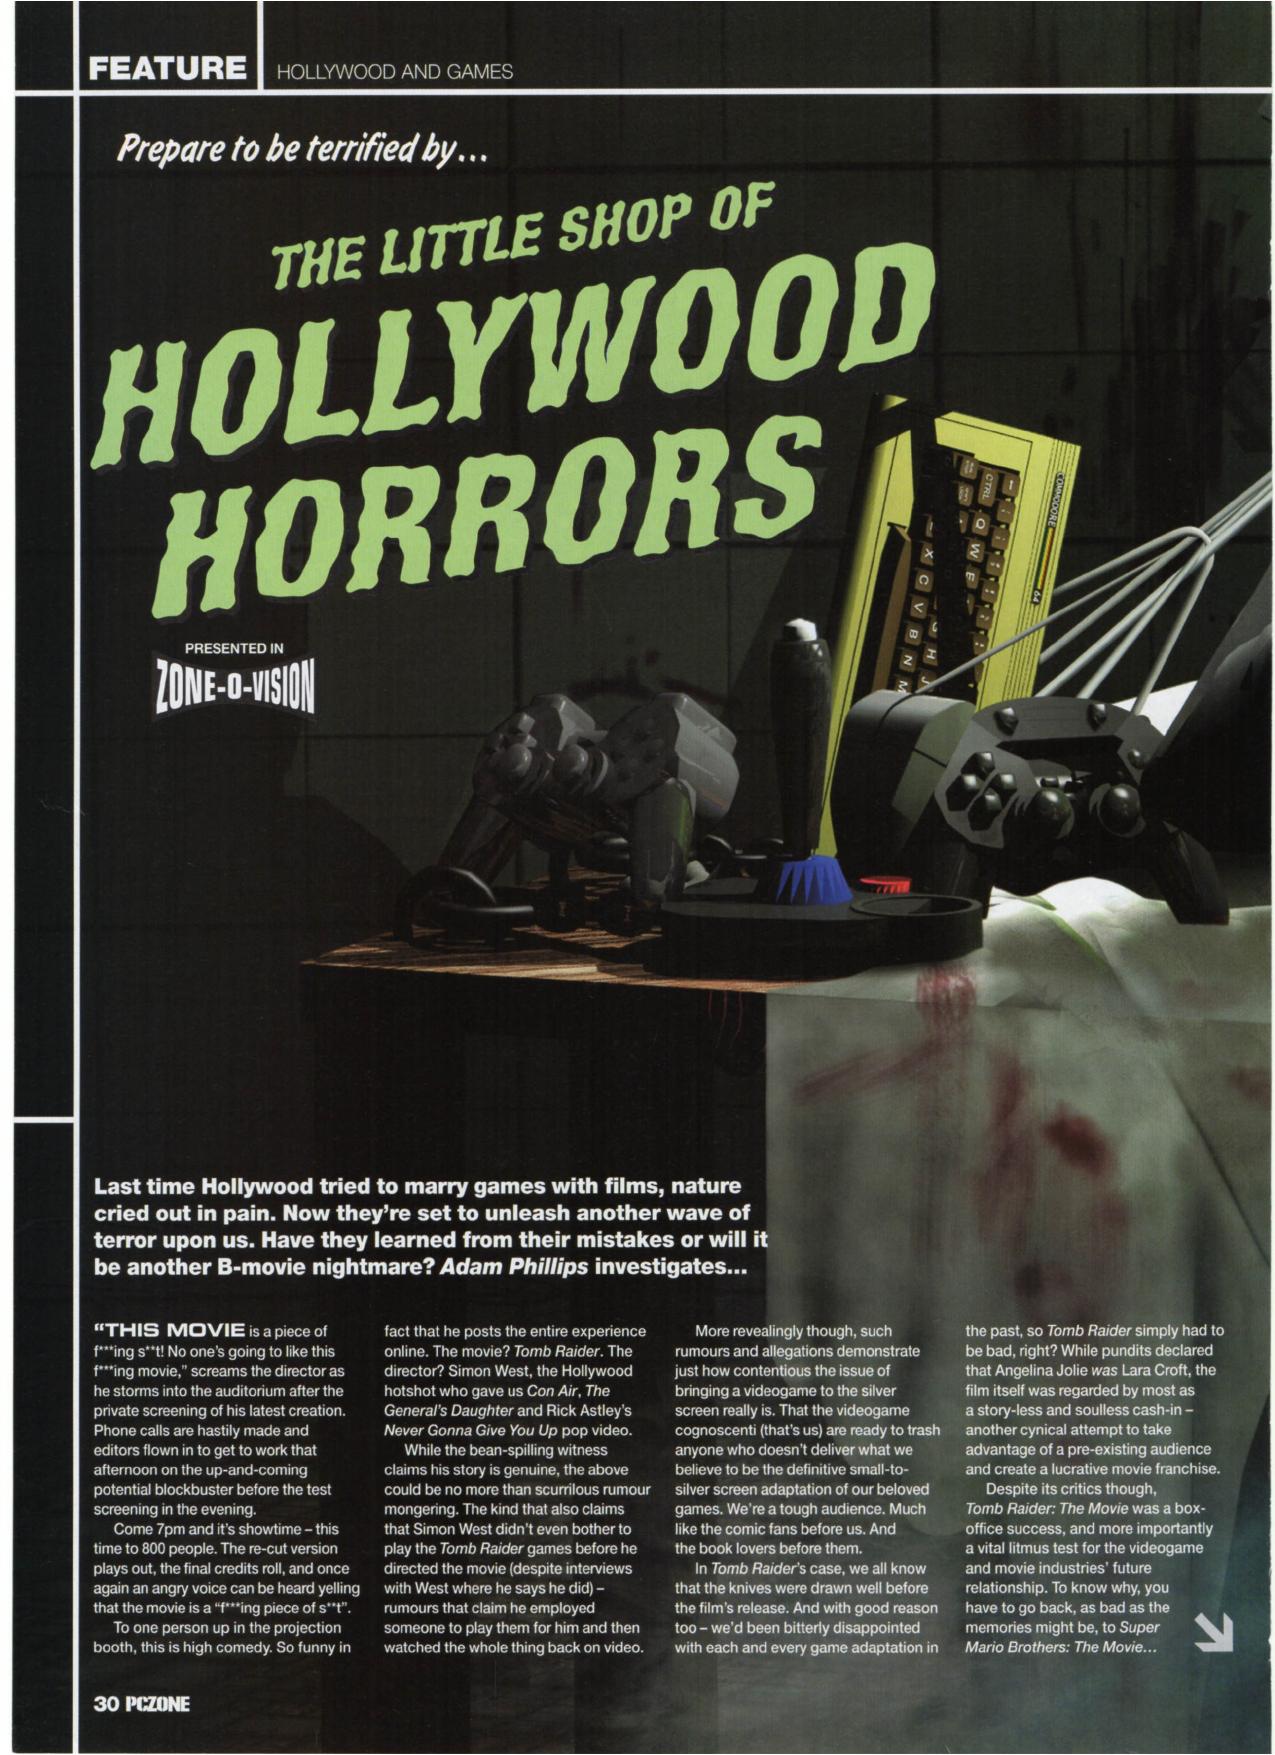 FEATURE
HOLLYWOOD AND GAMES
Prepare to be terrified by...
THE LITTLE SHOP OF
HOLLYWOOD
HORRORS
PRESENTED IN
ZONE-O-VISION
COMMODORE 64
CTRL
Q W E
X C V B N M
G H J
Last time Hollywood tried to marry games with films, nature
cried out in pain. Now they're set to unleash another wave of
terror upon us. Have they learned from their mistakes or will it
be another B-movie nightmare? Adam Phillips investigates...
"THIS MOVIE is a piece of
f***ing s**t! No one's going to like this
f***ing movie," screams the director as
he storms into the auditorium after the
private screening of his latest creation.
Phone calls are hastily made and
editors flown in to get to work that
afternoon on the up-and-coming
potential blockbuster before the test
screening in the evening.
Come 7pm and it's showtime – this
time to 800 people. The re-cut version
plays out, the final credits roll, and once
again an angry voice can be heard yelling
that the movie is a "f***ing piece of s**t".
To one person up in the projection
booth, this is high comedy. So funny in
fact that he posts the entire experience
online. The movie? Tomb Raider. The
director? Simon West, the Hollywood
hotshot who gave us Con Air, The
General's Daughter and Rick Astley's
Never Gonna Give You Up pop video.
While the bean-spilling witness
claims his story is genuine, the above
could be no more than scurrilous rumour
mongering. The kind that also claims
that Simon West didn't even bother to
play the Tomb Raider games before he
directed the movie (despite interviews
with West where he says he did) –
rumours that claim he employed
someone to play them for him and then
watched the whole thing back on video.
More revealingly though, such
rumours and allegations demonstrate
just how contentious the issue of
bringing a videogame to the silver
screen really is. That the videogame
cognoscenti (that's us) are ready to trash
anyone who doesn't deliver what we
believe to be the definitive small-to-
silver screen adaptation of our beloved
games. We're a tough audience. Much
like the comic fans before us. And
the book lovers before them.
In Tomb Raider's case, we all know
that the knives were drawn well before
the film's release. And with good reason
too – we'd been bitterly disappointed
with each and every game adaptation in
the past, so Tomb Raider simply had to
be bad, right? While pundits declared
that Angelina Jolie was Lara Croft, the
film itself was regarded by most as
a story-less and soulless cash-in –
another cynical attempt to take
advantage of a pre-existing audience
and create a lucrative movie franchise.
Despite its critics though,
Tomb Raider: The Movie was a box-
office success, and more importantly
a vital litmus test for the videogame
and movie industries' future
relationship. To know why, you
have to go back, as bad as the
memories might be, to Super
Mario Brothers: The Movie...
30 PCZONE